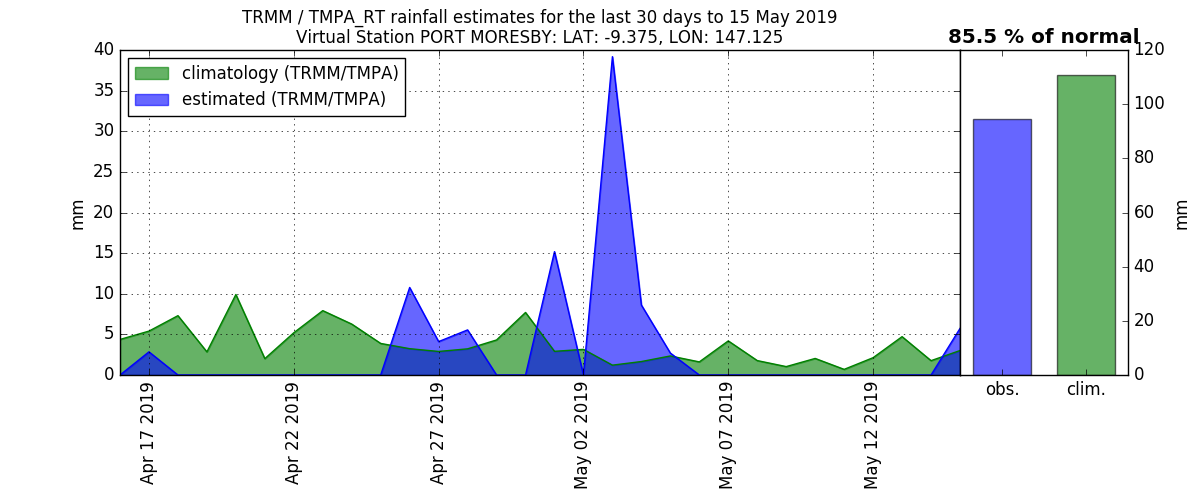 TRMM / TMPA_RT rainfall estimates for the last 30 days to 15 May 2019
Virtual Station PORT MORESBY: LAT: -9.375, LON: 147.125
85.5 % of normal
climatology (TRMM/TMPA)
estimated (TRMM/TMPA)
40
35
30
25
20
15
10
5
0
mm
Apr 17 2019
Apr 22 2019
Apr 27 2019
May 02 2019
May 07 2019
May 12 2019
120
100
80
60
40
20
0
mm
obs.
clim.